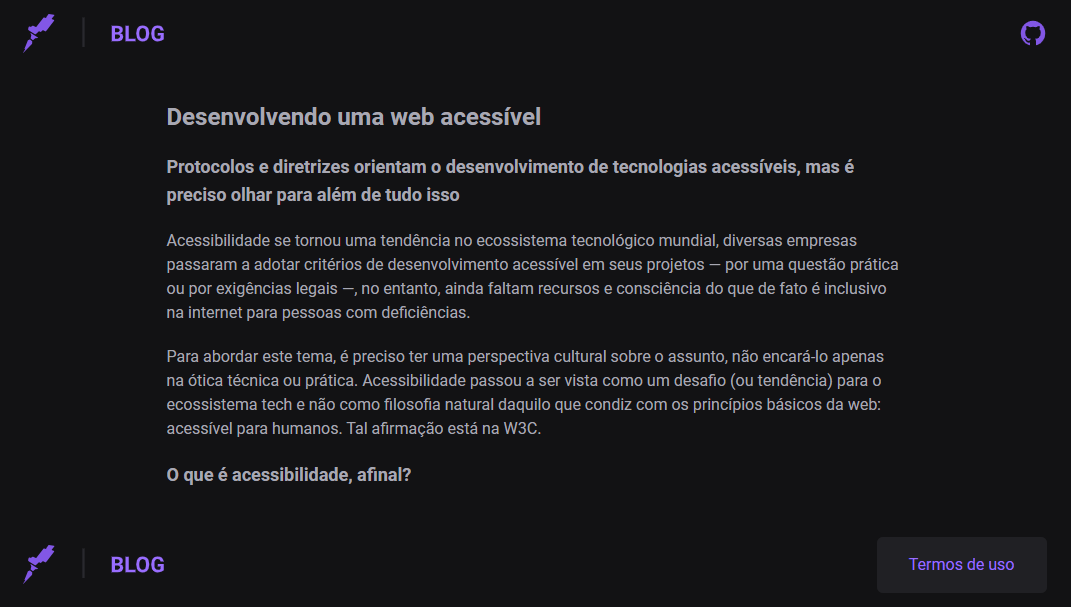 BLOG
Desenvolvendo uma web acessível
Protocolos e diretrizes orientam o desenvolvimento de tecnologias acessíveis, mas é
preciso olhar para além de tudo isso
Acessibilidade se tornou uma tendência no ecossistema tecnológico mundial, diversas empresas
passaram a adotar critérios de desenvolvimento acessível em seus projetos — por uma questão prática
ou por exigências legais —, no entanto, ainda faltam recursos e consciência do que de fato é inclusivo
na internet para pessoas com deficiências.
Para abordar este tema, é preciso ter uma perspectiva cultural sobre o assunto, não encará-lo apenas
na ótica técnica ou prática. Acessibilidade passou a ser vista como um desafio (ou tendência) para o
ecossistema tech e não como filosofia natural daquilo que condiz com os princípios básicos da web:
acessível para humanos. Tal afirmação está na W3C.
O que é acessibilidade, afinal?
BLOG
Termos de uso